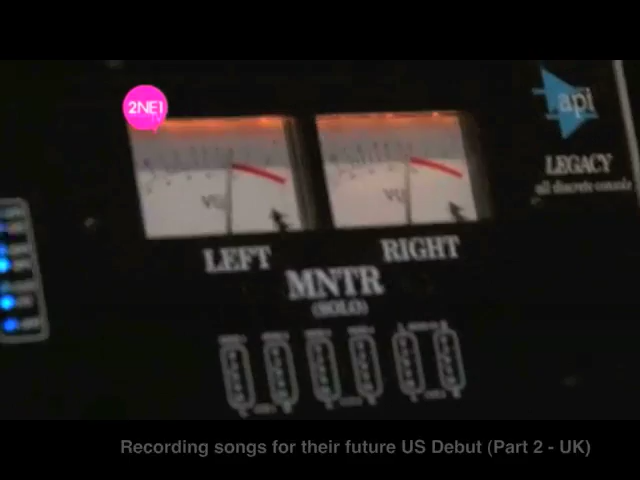 2NE1
TV
api
LEGACY
all discrete console
VU
VU
LEFT
RIGHT
MNTR
(SOLO)
Recording songs for their future US Debut (Part 2 - UK)